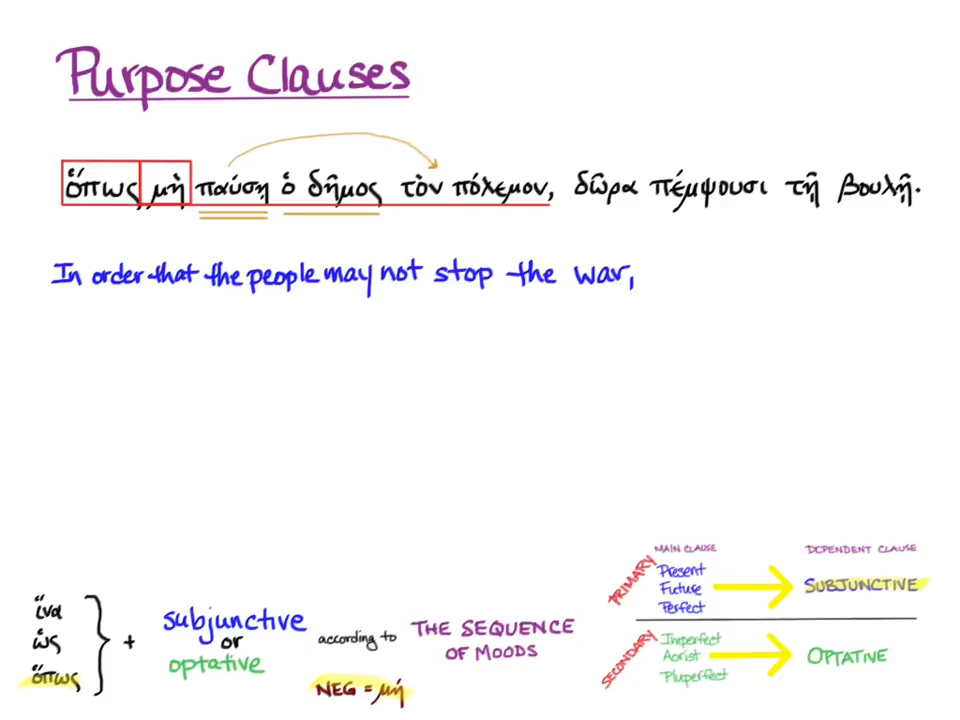 Purpose Clauses
ὅπως μὴ παύσῃ ὁ δῆμος τὸν πόλεμον, δῶρα πέμψουσι τῇ βουλῇ.
In order that the people may not stop the war,
MAIN CLAUSE DEPENDENT CLAUSE
PRIMARY
Present
Future
Perfect
SUBJUNCTIVE
SECONDARY
Imperfect
Aorist
Pluperfect
OPTATIVE
ἵνα
ὡς
ὅπως
+
subjunctive
or
optative
according to
THE SEQUENCE
OF MOODS
NEG = μή